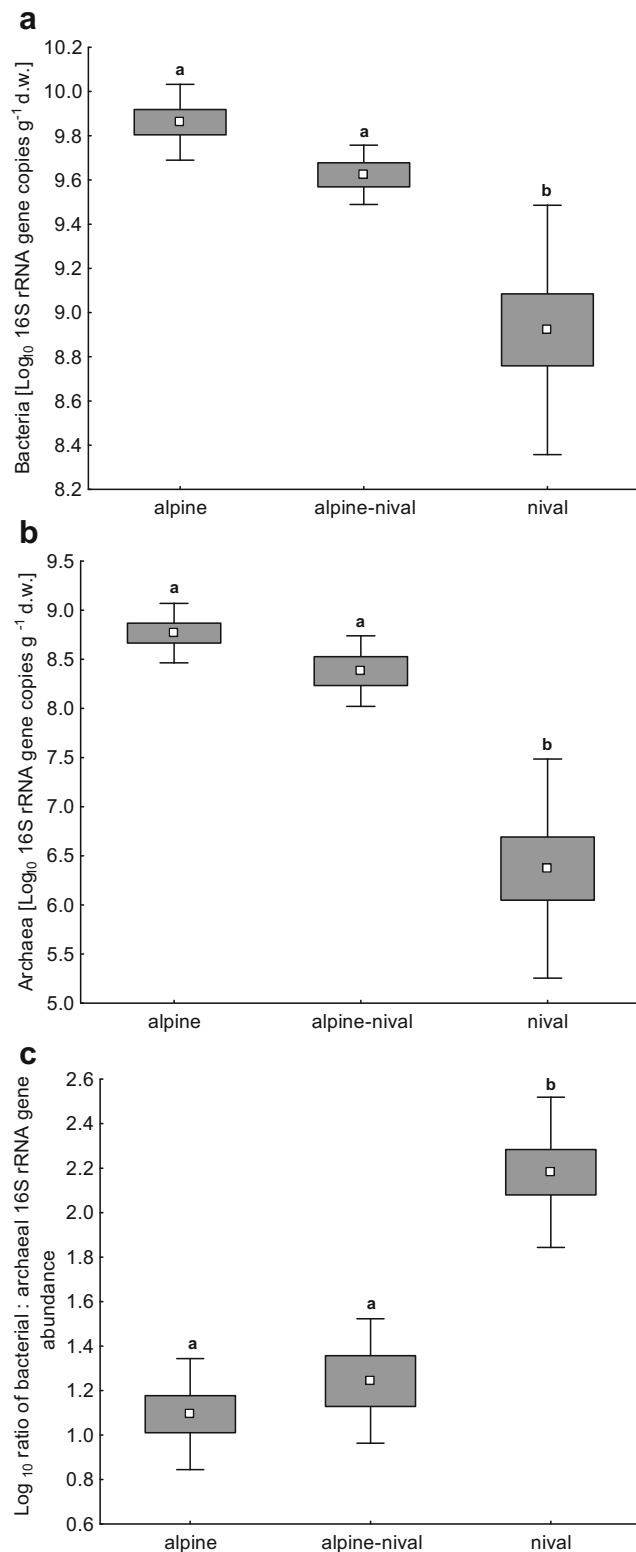 a
Bacteria [Log10 16S rRNA gene copies g-1 d.w.]
10.2
10.0
9.8
9.6
9.4
9.2
9.0
8.8
8.6
8.4
8.2
a
a
b
alpine
alpine-nival
nival
b
Archaea [Log10 16S rRNA gene copies g -1 d.w.]
9.5
9.0
8.5
8.0
7.5
7.0
6.5
6.0
5.5
5.0
a
a
b
alpine
alpine-nival
nival
c
Log 10 ratio of bacterial : archaeal 16S rRNA gene
abundance
2.6
2.4
2.2
2.0
1.8
1.6
1.4
1.2
1.0
0.8
0.6
a
a
b
alpine
alpine-nival
nival